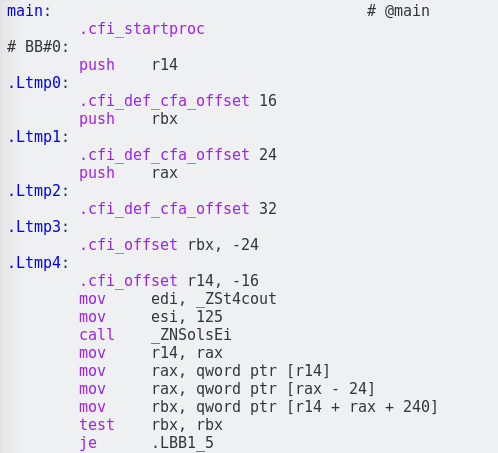 main:                                   # @main
        .cfi_startproc
# BB#0:
        push    r14
.Ltmp0:
        .cfi_def_cfa_offset 16
        push    rbx
.Ltmp1:
        .cfi_def_cfa_offset 24
        push    rax
.Ltmp2:
        .cfi_def_cfa_offset 32
.Ltmp3:
        .cfi_offset rbx, -24
.Ltmp4:
        .cfi_offset r14, -16
        mov     edi, _ZSt4cout
        mov     esi, 125
        call    _ZNSolsEi
        mov     r14, rax
        mov     rax, qword ptr [r14]
        mov     rax, qword ptr [rax - 24]
        mov     rbx, qword ptr [r14 + rax + 240]
        test    rbx, rbx
        je      .LBB1_5